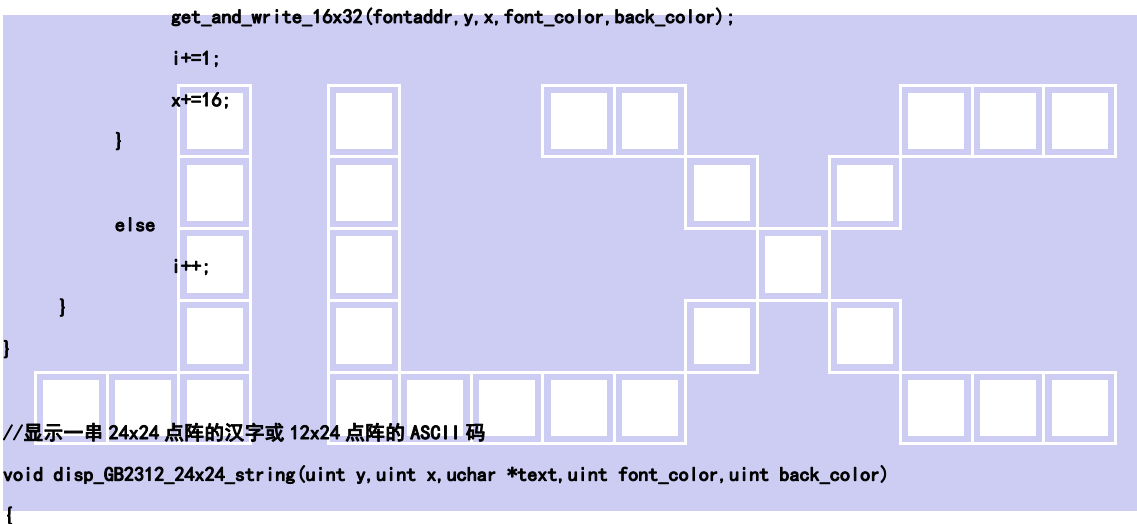 get_and_write_16x32(fontaddr,y,x,font_color,back_color);
i+=1;
x+=16;
}
else
i++;
}
}
//显示一串 24x24 点阵的汉字或 12x24 点阵的 ASCII 码
void disp_GB2312_24x24_string(uint y,uint x,uchar *text,uint font_color,uint back_color)
{